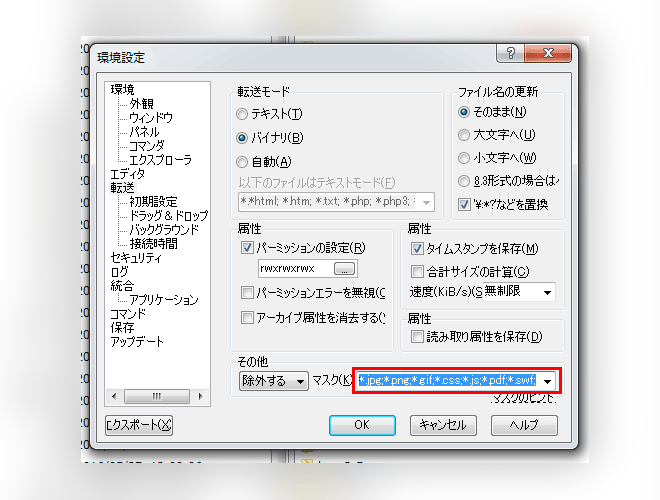 環境設定
環境
外観
ウィンドウ
パネル
コマンダ
エクスプローラ
エディタ
転送
初期設定
ドラッグ&ドロップ
バックグラウンド
接続時間
セキュリティ
ログ
統合
アプリケーション
コマンド
保存
アップデート
転送モード
テキスト(T)
バイナリ(B)
自動(A)
以下のファイルはテキストモード(F)
*.*html; *.htm; *.txt; *.php; *.php3; *
ファイル名の更新
そのまま(N)
大文字へ(U)
小文字へ(W)
8.3形式の場合は
'\:*?などを置換
属性
パーミッションの設定(R)
rwxrwxrwx
...
パーミッションエラーを無視(
アーカイブ属性を消去する(
属性
タイムスタンプを保存(M)
合計サイズの計算(C)
速度(KiB/s)(S 無制限
属性
読み取り属性を保存(D)
その他
除外する マスク(K) *.jpg;*.png;*.gif;*.css;*.js;*.pdf;*.swf;
マスクのヒント
エクスポート(X)
OK
キャンセル
ヘルプ